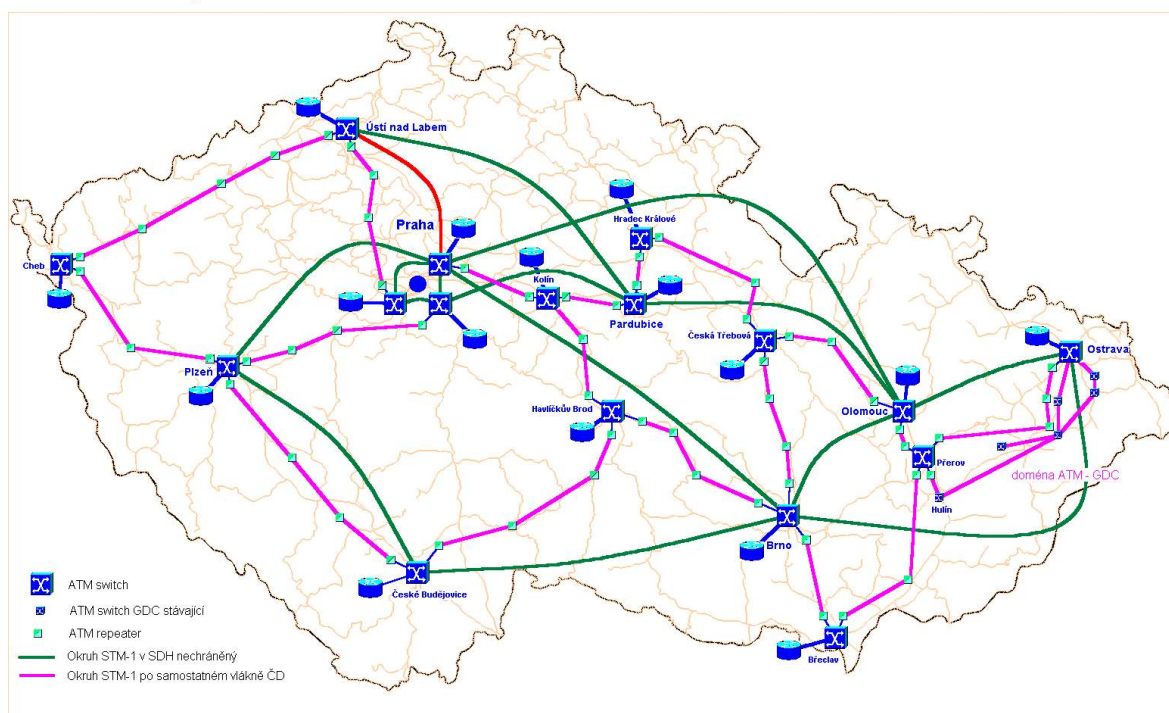 Ústí nad Labem
Hradec Králové
Praha
Cheb
Kolín
Pardubice
Česká Třebová
Ostrava
Plzeň
Havlíčkův Brod
Olomouc
Přerov
doména ATM - GDC
Hulín
Brno
České Budějovice
Břeclav
ATM switch
ATM switch GDC stávající
ATM repeater
Okruh STM-1 v SDH nechráněný
Okruh STM-1 po samostatném vlákně ČD